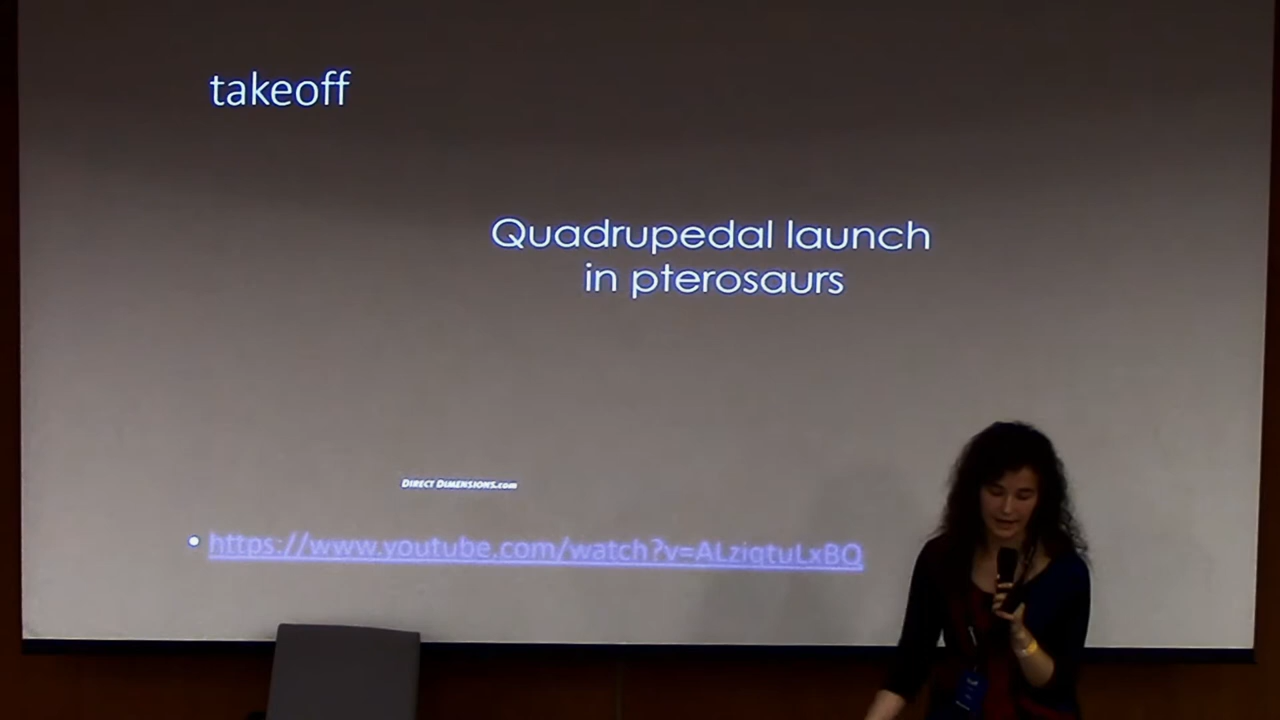 takeoff
Quadrupedal launch
in pterosaurs
DIRECT DIMENSIONS.com
• https://www.youtube.com/watch?v=ALziqtuLxBQ